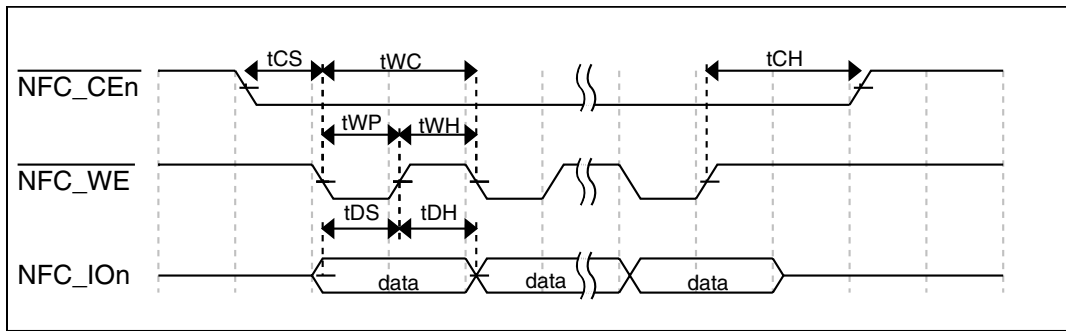 tCS
tWC
tCH
NFC_CEn
tWP
tWH
NFC_WE
tDS
tDH
NFC_IOn
data
data
data